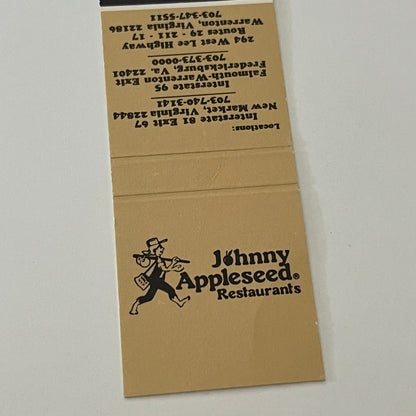 Locations:
Interstate 81 Exit 67
New Market, Virginia 22844
703-740-3141
Interstate 95
Falmouth-Warrenton Exit
Fredericksburg, Va. 22401
703-373-0000
294 West Lee Highway
Routes 29 - 211 - 17
Warrenton, Virginia 22186
703-347-5511
Johnny
Appleseed®
Restaurants